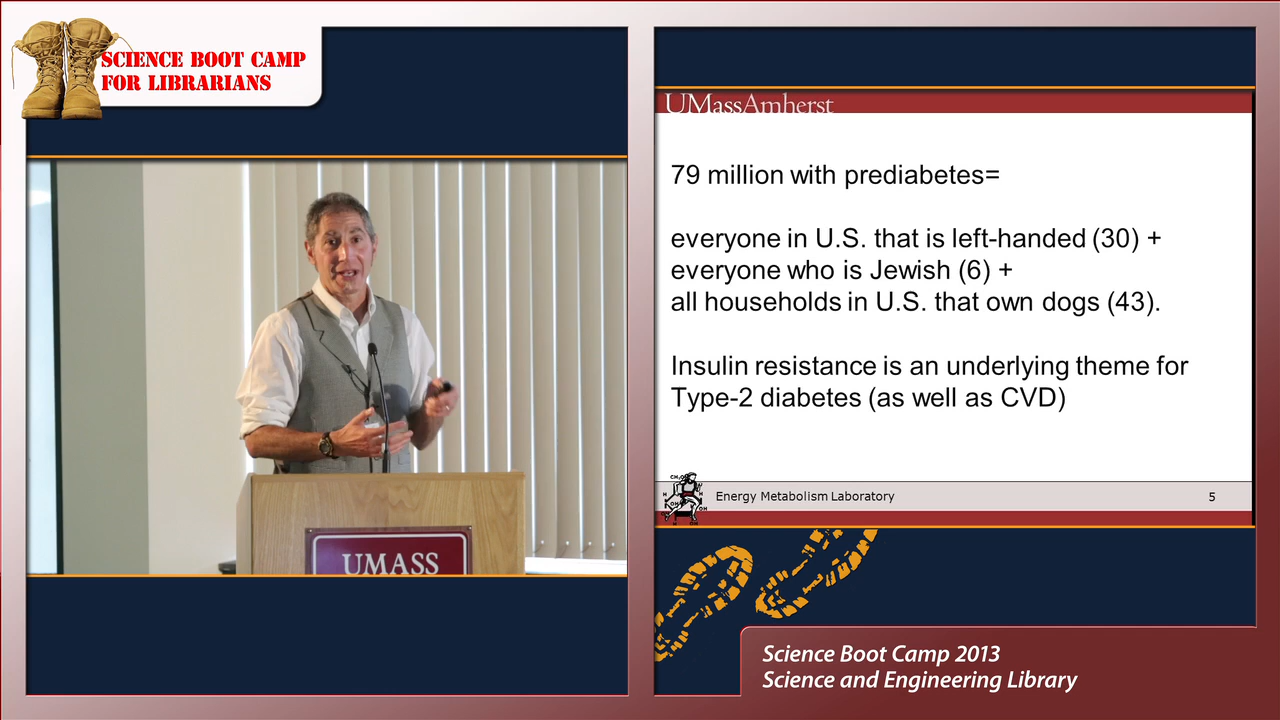 SCIENCE BOOT CAMP
FOR LIBRARIANS
UMASS
UMassAmherst
79 million with prediabetes=
everyone in U.S. that is left-handed (30) +
everyone who is Jewish (6) +
all households in U.S. that own dogs (43).
Insulin resistance is an underlying theme for
Type-2 diabetes (as well as CVD)
Energy Metabolism Laboratory
5
Science Boot Camp 2013
Science and Engineering Library